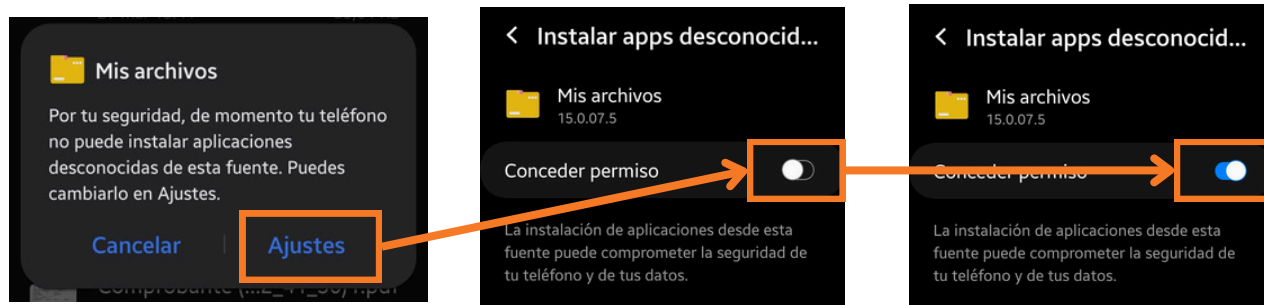 Mis archivos
Por tu seguridad, de momento tu teléfono
no puede instalar aplicaciones
desconocidas de esta fuente. Puedes
cambiarlo en Ajustes.
Cancelar
Ajustes
Instalar apps desconocid...
Mis archivos
15.0.07.5
Conceder permiso
La instalación de aplicaciones desde esta
fuente puede comprometer la seguridad de
tu teléfono y de tus datos.
Instalar apps desconocid...
Mis archivos
15.0.07.5
Conceder permiso
La instalación de aplicaciones desde esta
fuente puede comprometer la seguridad de
tu teléfono y de tus datos.